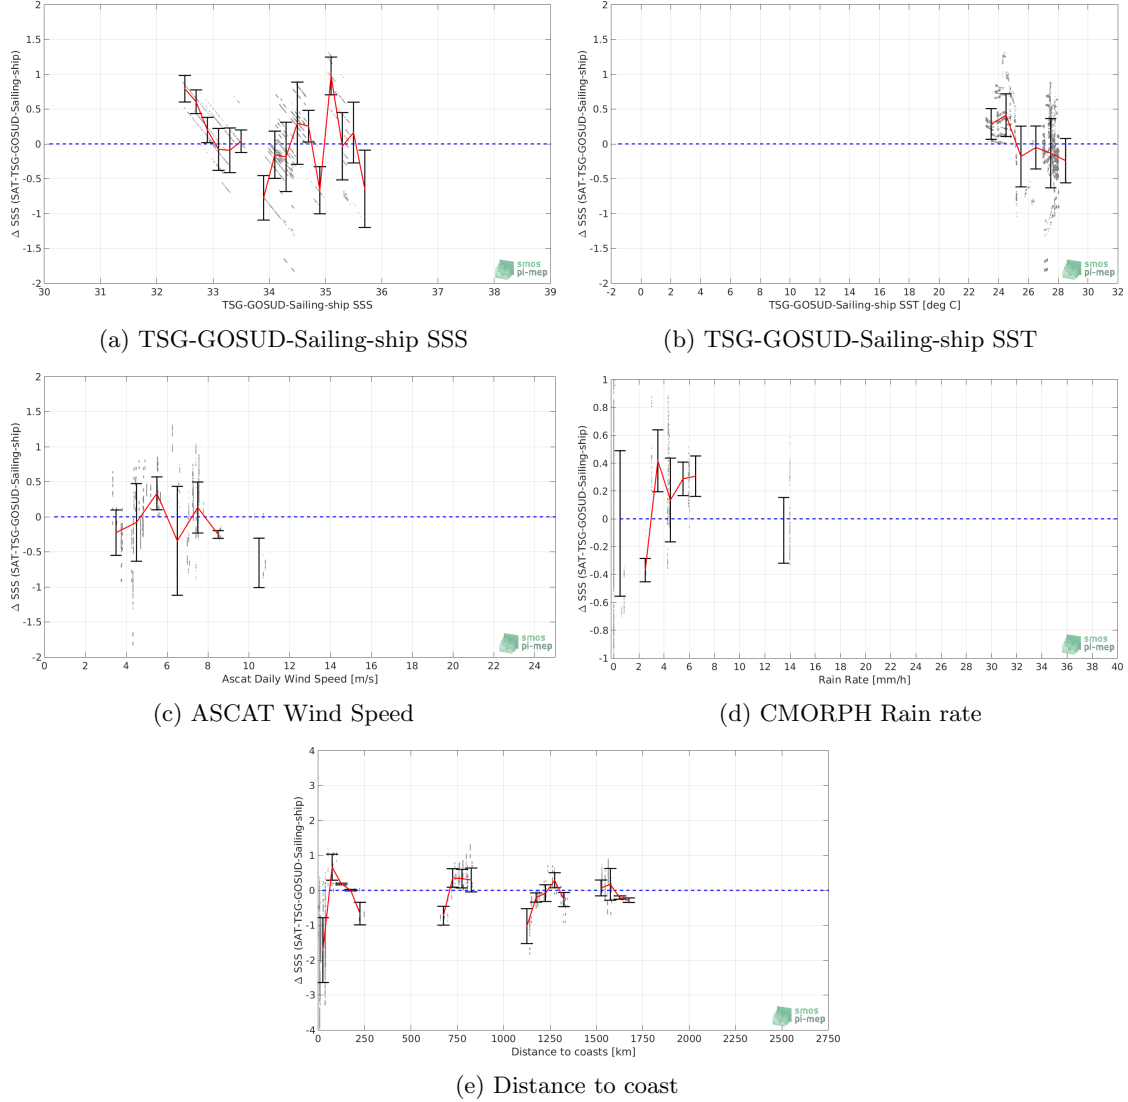 2
1.5
1
0.5
0
-0.5
-1
-1.5
-2
Δ SSS (SAT-TSG-GOSUD-Sailing-ship)
30 31 32 33 34 35 36 37 38 39
TSG-GOSUD-Sailing-ship SSS
smos
pi-mep
(a) TSG-GOSUD-Sailing-ship SSS
2
1.5
1
0.5
0
-0.5
-1
-1.5
-2
Δ SSS (SAT-TSG-GOSUD-Sailing-ship)
-2 0 2 4 6 8 10 12 14 16 18 20 22 24 26 28 30 32
TSG-GOSUD-Sailing-ship SST [deg C]
smos
pi-mep
(b) TSG-GOSUD-Sailing-ship SST
2
1.5
1
0.5
0
-0.5
-1
-1.5
-2
Δ SSS (SAT-TSG-GOSUD-Sailing-ship)
0 2 4 6 8 10 12 14 16 18 20 22 24
Ascat Daily Wind Speed [m/s]
smos
pi-mep
(c) ASCAT Wind Speed
1
0.8
0.6
0.4
0.2
0
-0.2
-0.4
-0.6
-0.8
-1
Δ SSS (SAT-TSG-GOSUD-Sailing-ship)
0 2 4 6 8 10 12 14 16 18 20 22 24 26 28 30 32 34 36 38 40
Rain Rate [mm/h]
smos
pi-mep
(d) CMORPH Rain rate
4
3
2
1
0
-1
-2
-3
-4
Δ SSS (SAT-TSG-GOSUD-Sailing-ship)
0 250 500 750 1000 1250 1500 1750 2000 2250 2500 2750
Distance to coasts [km]
smos
pi-mep
(e) Distance to coast